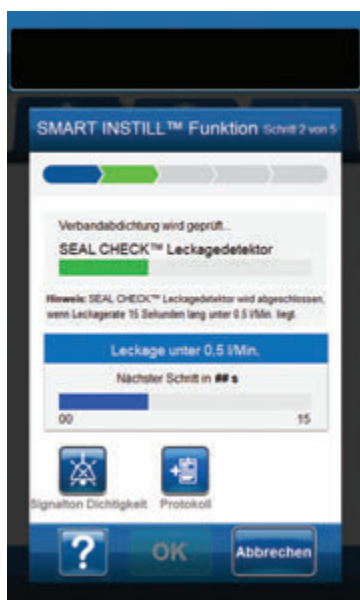 SMART INSTILL™ Funktion Schritt 2 von 5
Verbandabdichtung wird geprüft...
SEAL CHECK™ Leckagedetektor
Hinweis: SEAL CHECK™ Leckagedetektor wird abgeschlossen,
wenn Leckagerate 15 Sekunden lang unter 0,5 l/Min. liegt.
Leckage unter 0,5 l/Min.
Nächster Schritt in ## s
00 15
Signalton Dichtigkeit Protokoll
? OK Abbrechen